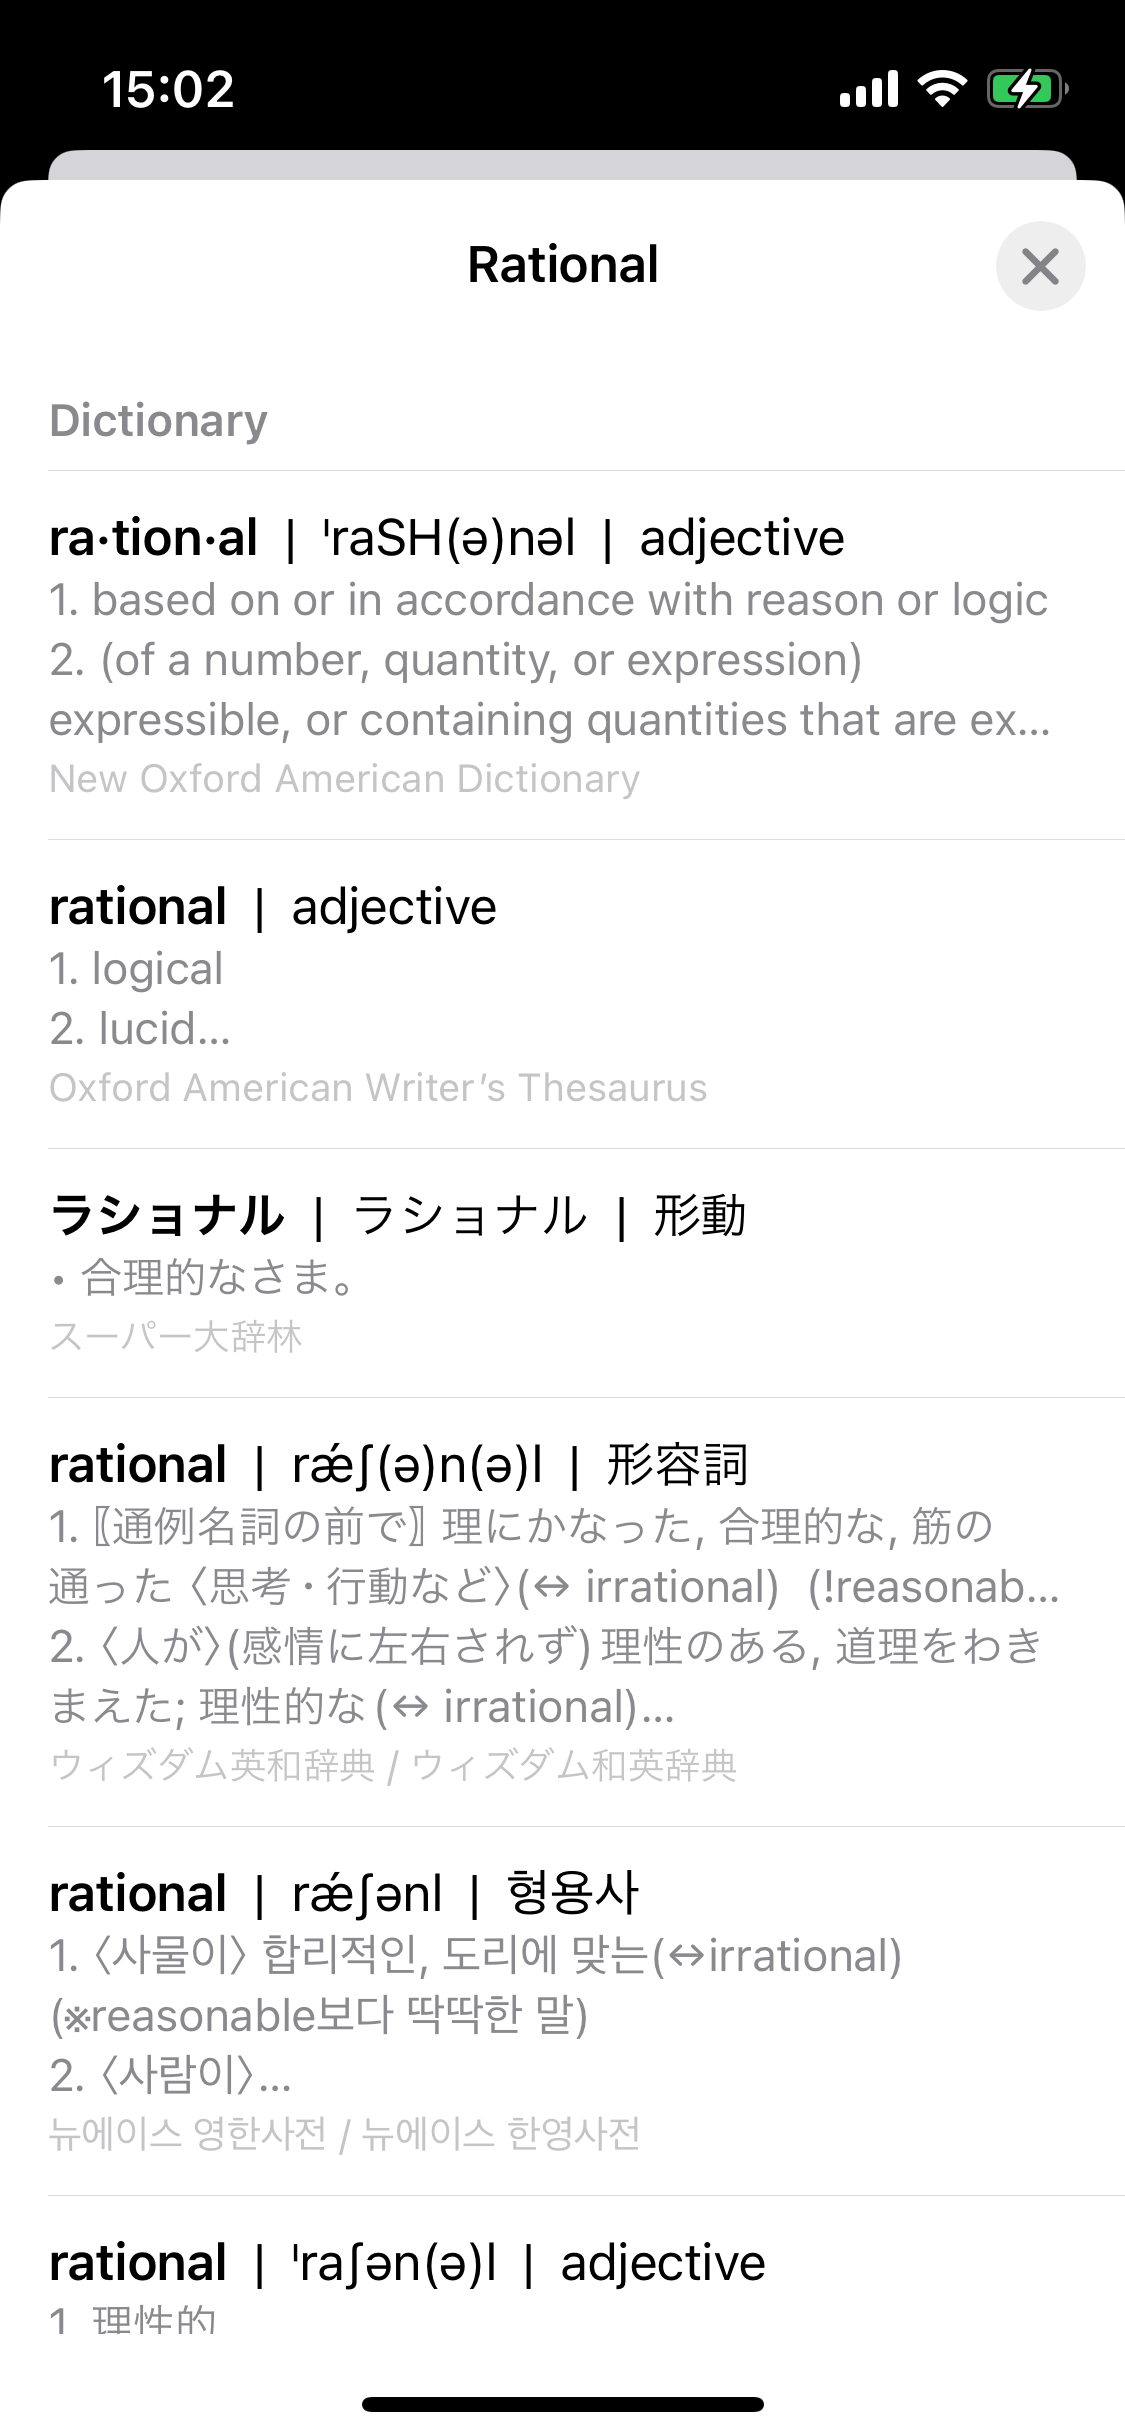 15:02
Rational
Dictionary
ra·tion·al | ˈraSH(ə)nəl | adjective
1. based on or in accordance with reason or logic
2. (of a number, quantity, or expression)
expressible, or containing quantities that are ex...
New Oxford American Dictionary
rational | adjective
1. logical
2. lucid...
Oxford American Writer’s Thesaurus
ラショナル | ラショナル | 形動
• 合理的なさま。
スーパー大辞林
rational | rǽʃ(ə)n(ə)l | 形容詞
1.〖通例名詞の前で〗理にかなった, 合理的な, 筋の
通った〈思考・行動など〉(↔ irrational) (!reasonab...
2.〈人が〉(感情に左右されず) 理性のある, 道理をわき
まえた; 理性的な (↔ irrational)...
ウィズダム英和辞典 / ウィズダム和英辞典
rational | rǽʃənl | 형용사
1.〈사물이〉 합리적인, 도리에 맞는(↔irrational)
(※reasonable보다 딱딱한 말)
2.〈사람이〉...
뉴에이스 영한사전 / 뉴에이스 한영사전
rational | ˈraʃən(ə)l | adjective
1 理性的